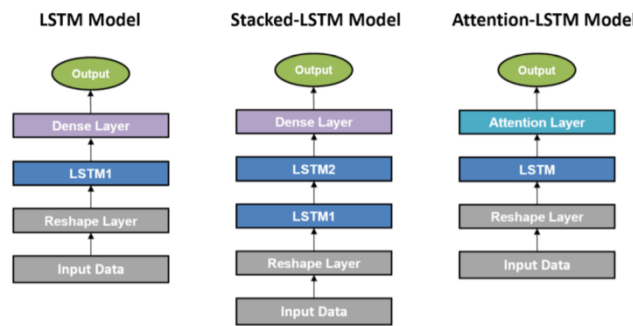 LSTM Model
Output
Dense Layer
LSTM1
Reshape Layer
Input Data
Stacked-LSTM Model
Output
Dense Layer
LSTM2
LSTM1
Reshape Layer
Input Data
Attention-LSTM Model
Output
Attention Layer
LSTM
Reshape Layer
Input Data